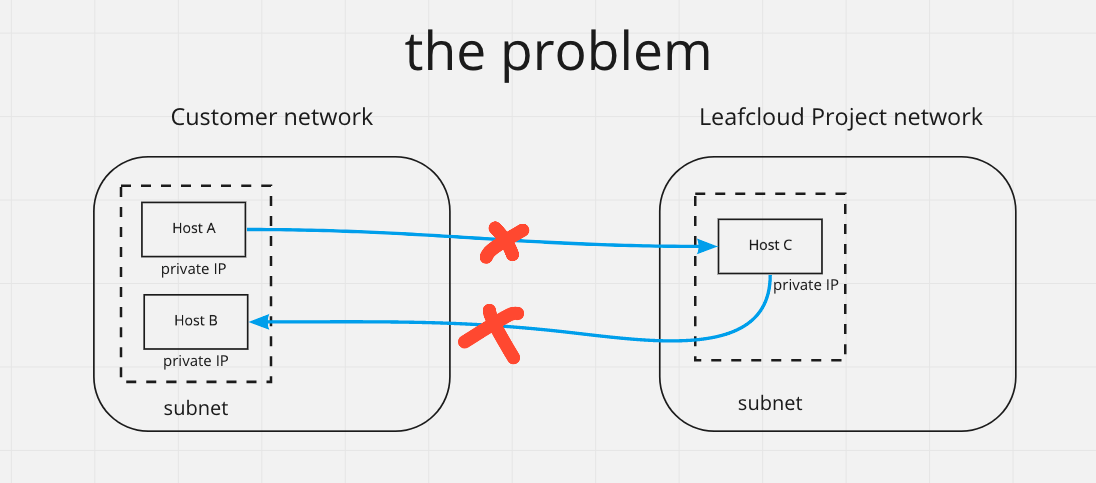 the problem
Customer network
Leafcloud Project network
Host A
private IP
Host B
private IP
subnet
Host C
private IP
subnet